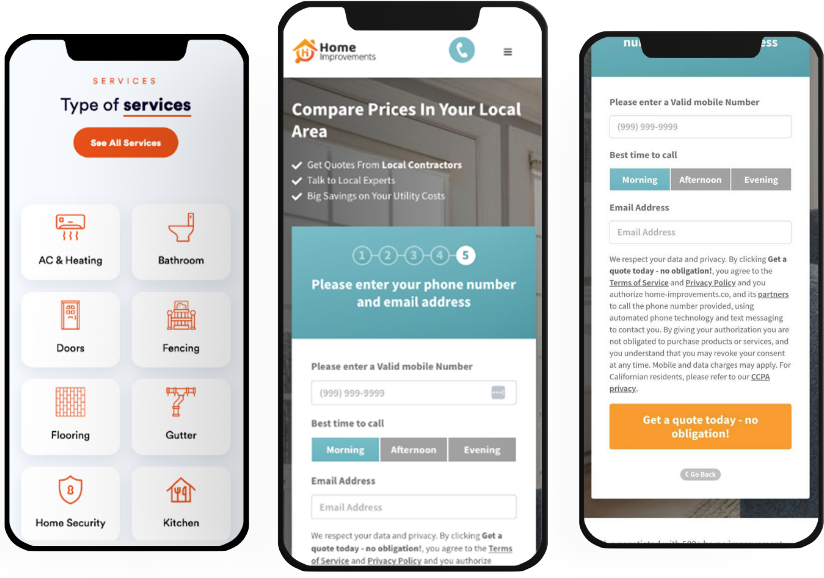 SERVICES
Type of services
See All Services
AC & Heating
Bathroom
Doors
Fencing
Flooring
Gutter
Home Security
Kitchen
Home
Improvements
Compare Prices In Your Local
Area
Get Quotes From Local Contractors
Talk to Local Experts
Big Savings on Your Utility Costs
1 2 3 4 5
Please enter your phone number
and email address
Please enter a Valid mobile Number
(999) 999-9999
Best time to call
Morning Afternoon Evening
Email Address
Email Address
We respect your data and privacy. By clicking Get a
quote today - no obligation!, you agree to the Terms
of Service and Privacy Policy and you authorize
Please enter a Valid mobile Number
(999) 999-9999
Best time to call
Morning Afternoon Evening
Email Address
Email Address
We respect your data and privacy. By clicking Get a
quote today - no obligation!, you agree to the
Terms of Service and Privacy Policy and you
authorize home-improvements.co, and its partners
to call the phone number provided, using
automated phone technology and text messaging
to contact you. By giving your authorization you are
not obligated to purchase products or services, and
you understand that you may revoke your consent
at any time. Mobile and data charges may apply. For
Californian residents, please refer to our CCPA
privacy.
Get a quote today - no
obligation!
Go Back